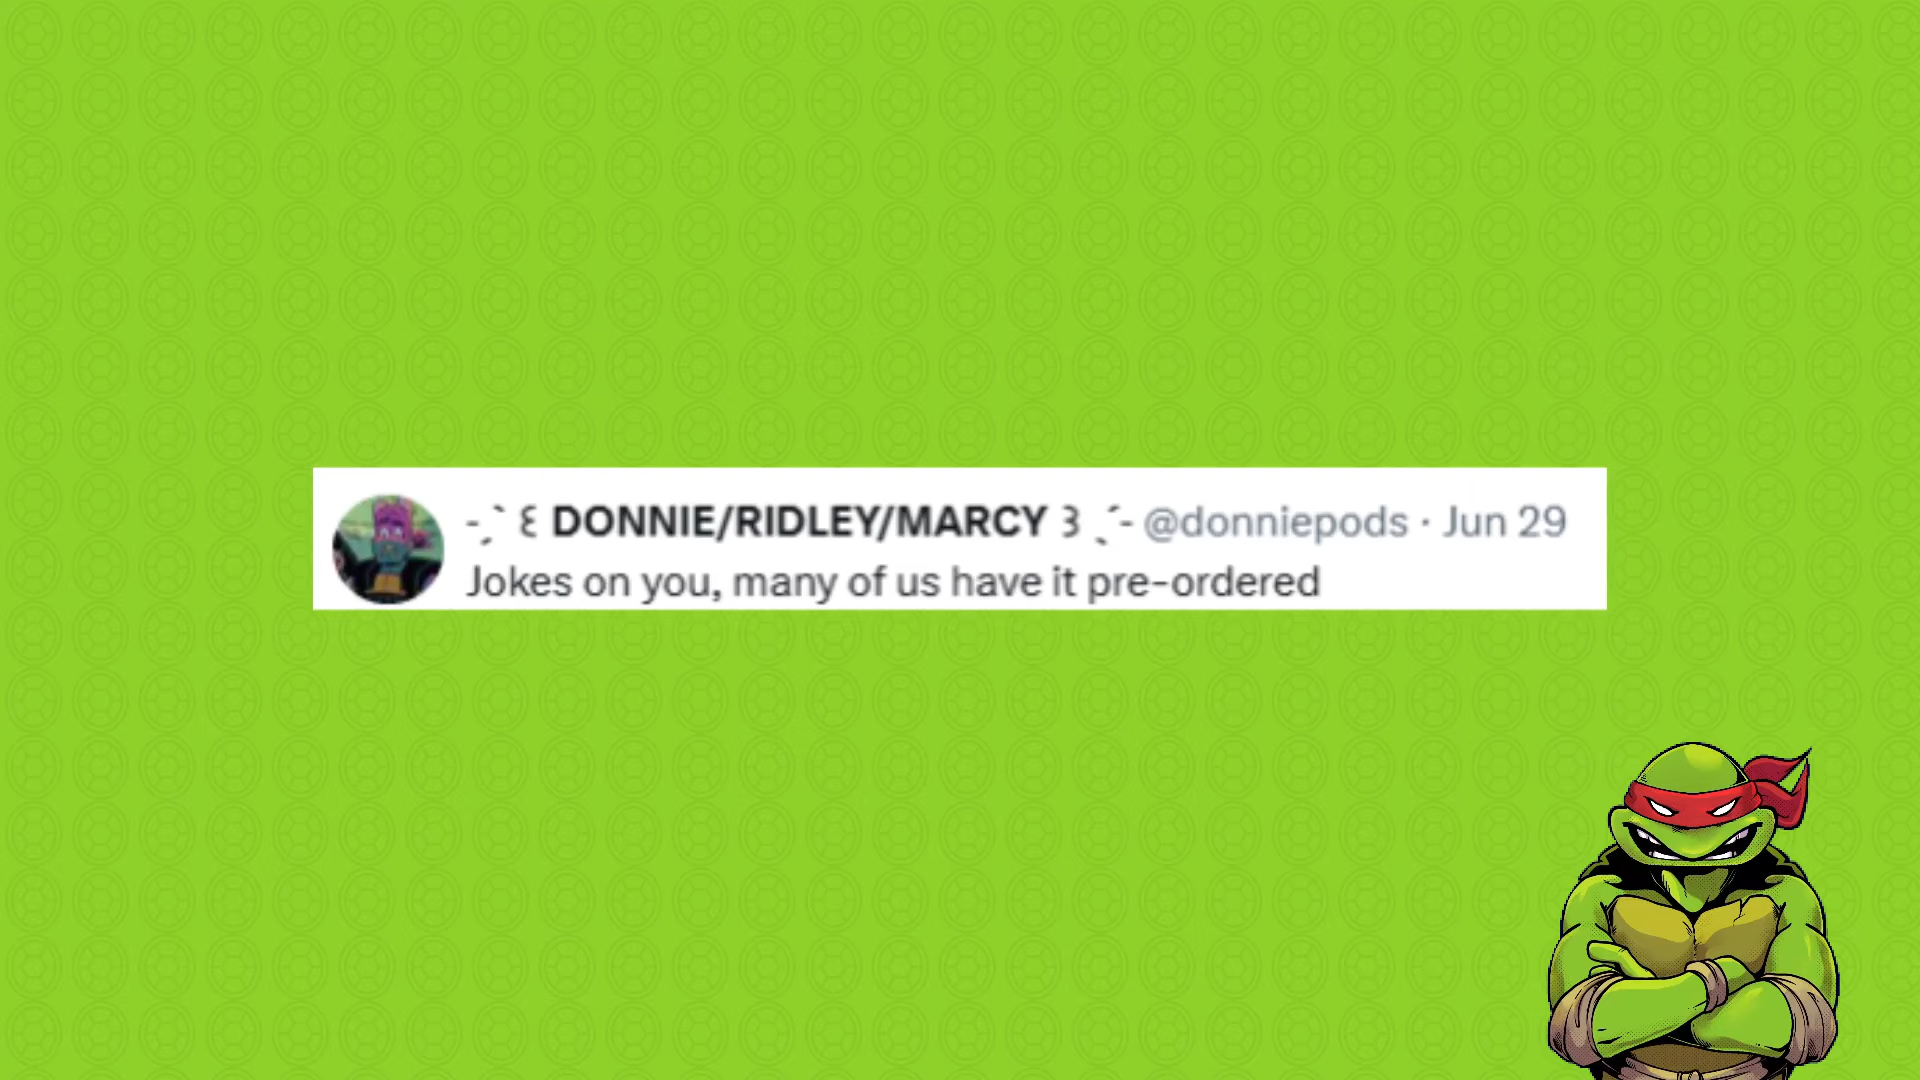 -ˏˋ ꒰ DONNIE/RIDLEY/MARCY ꒱ ˎˊ- @donniepods · Jun 29
Jokes on you, many of us have it pre-ordered